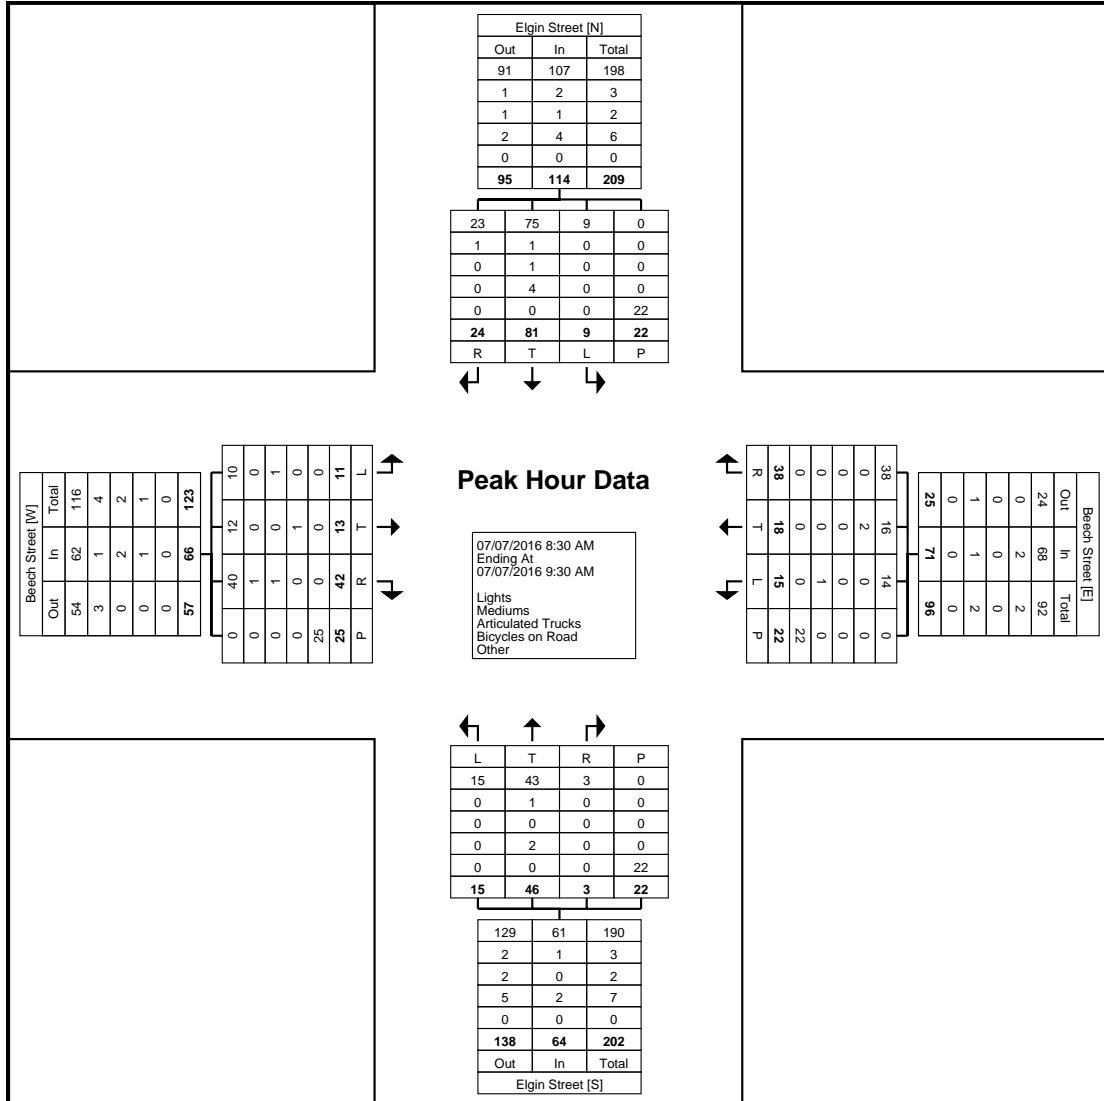 Elgin Street [N]
Out In Total
91 107 198
1 2 3
1 1 2
2 4 6
0 0 0
95 114 209
23 75 9 0
1 1 0 0
0 1 0 0
0 4 0 0
0 0 0 22
24 81 9 22
R T L P
Beech Street [W]
Out In Total
54 62 116
3 1 4
0 2 2
0 1 1
0 0 0
57 66 123
0 40 12 10
0 1 0 0
0 1 0 1
0 0 1 0
25 0 0 0
25 42 13 11
P R T L
Peak Hour Data
07/07/2016 8:30 AM
Ending At
07/07/2016 9:30 AM
Lights
Mediums
Articulated Trucks
Bicycles on Road
Other
Beech Street [E]
Out In Total
24 68 92
0 2 2
0 0 0
1 1 2
0 0 0
25 71 96
38 16 14 0
0 2 0 0
0 0 0 0
0 0 1 0
0 0 0 22
38 18 15 22
R T L P
L T R P
15 43 3 0
0 1 0 0
0 0 0 0
0 2 0 0
0 0 0 22
15 46 3 22
129 61 190
2 1 3
2 0 2
5 2 7
0 0 0
138 64 202
Out In Total
Elgin Street [S]